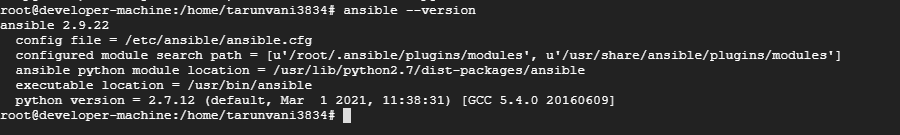 root@developer-machine:/home/tarunvani3834# ansible --version
ansible 2.9.22
  config file = /etc/ansible/ansible.cfg
  configured module search path = [u'/root/.ansible/plugins/modules', u'/usr/share/ansible/plugins/modules']
  ansible python module location = /usr/lib/python2.7/dist-packages/ansible
  executable location = /usr/bin/ansible
  python version = 2.7.12 (default, Mar  1 2021, 11:38:31) [GCC 5.4.0 20160609]
root@developer-machine:/home/tarunvani3834#